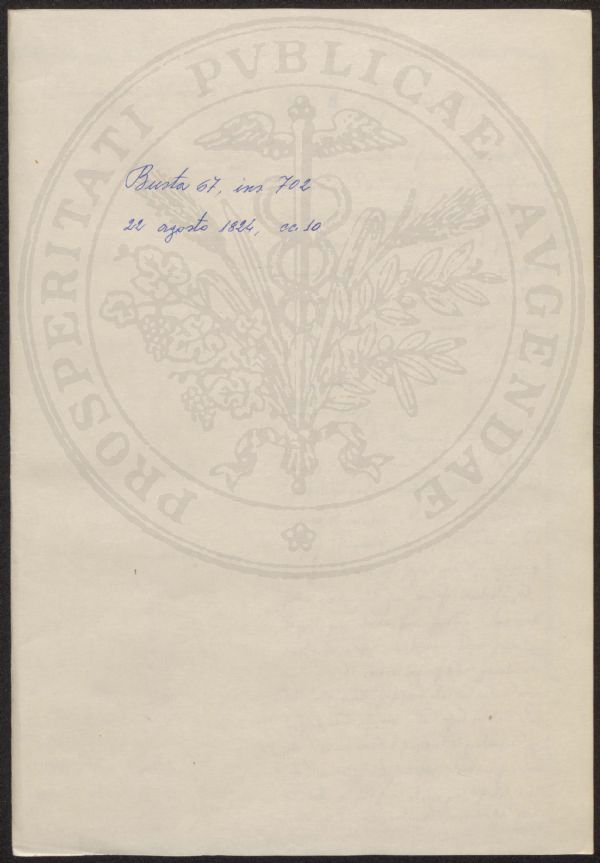 Busta 67, ins. 702
22 agosto 1824, cc. 10
PROSPERITATI PVBLICAE AVGENDAE